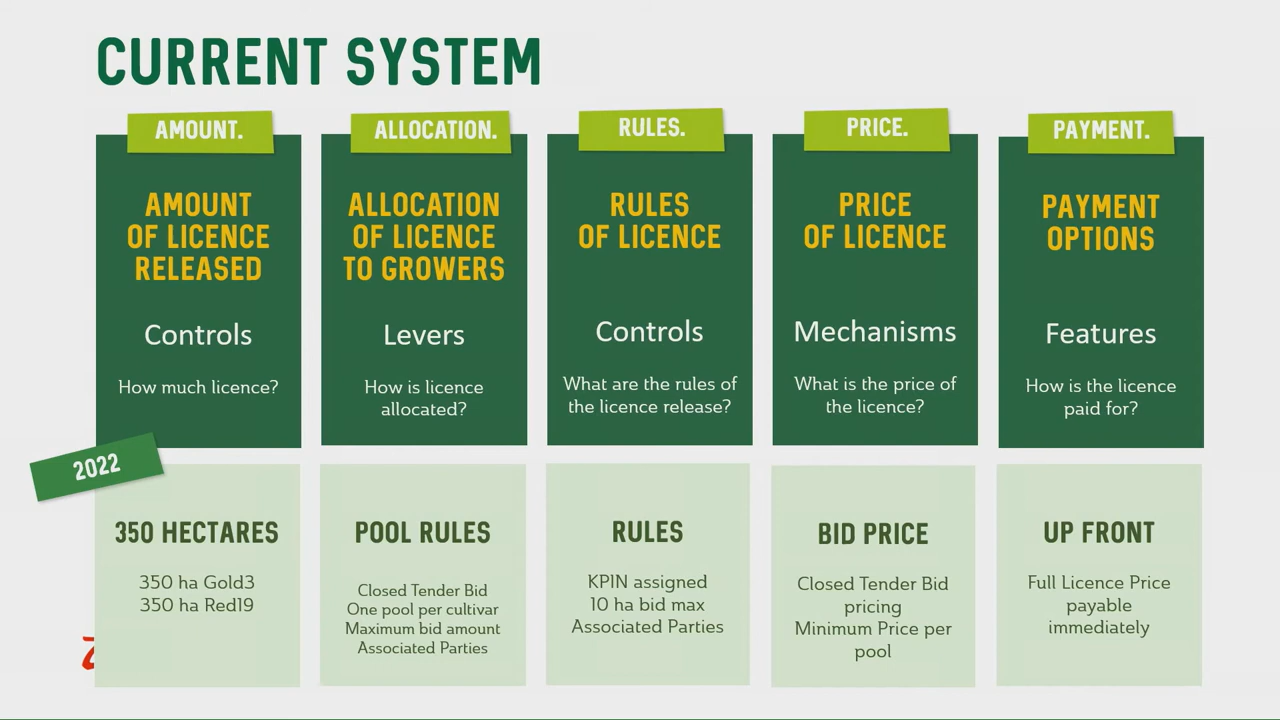 CURRENT SYSTEM
AMOUNT.
AMOUNT
OF LICENCE
RELEASED
Controls
How much licence?
ALLOCATION.
ALLOCATION
OF LICENCE
TO GROWERS
Levers
How is licence
allocated?
RULES.
RULES
OF LICENCE
Controls
What are the rules of
the licence release?
PRICE.
PRICE
OF LICENCE
Mechanisms
What is the price of
the licence?
PAYMENT.
PAYMENT
OPTIONS
Features
How is the licence
paid for?
2022
350 HECTARES
350 ha Gold3
350 ha Red19
POOL RULES
Closed Tender Bid
One pool per cultivar
Maximum bid amount
Associated Parties
RULES
KPIN assigned
10 ha bid max
Associated Parties
BID PRICE
Closed Tender Bid
pricing
Minimum Price per
pool
UP FRONT
Full Licence Price
payable
immediately